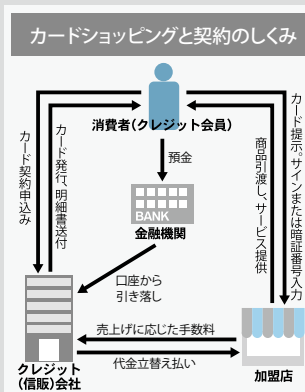 カードショッピングと契約のしくみ
消費者(クレジット会員)
カード契約申込み
カード発行、明細書送付
預金
BANK
金融機関
商品引渡し、サービス提供
カード提示。サインまたは暗証番号入力
口座から
引き落し
売上げに応じた手数料
代金立替え払い
クレジット
(信販)会社
加盟店